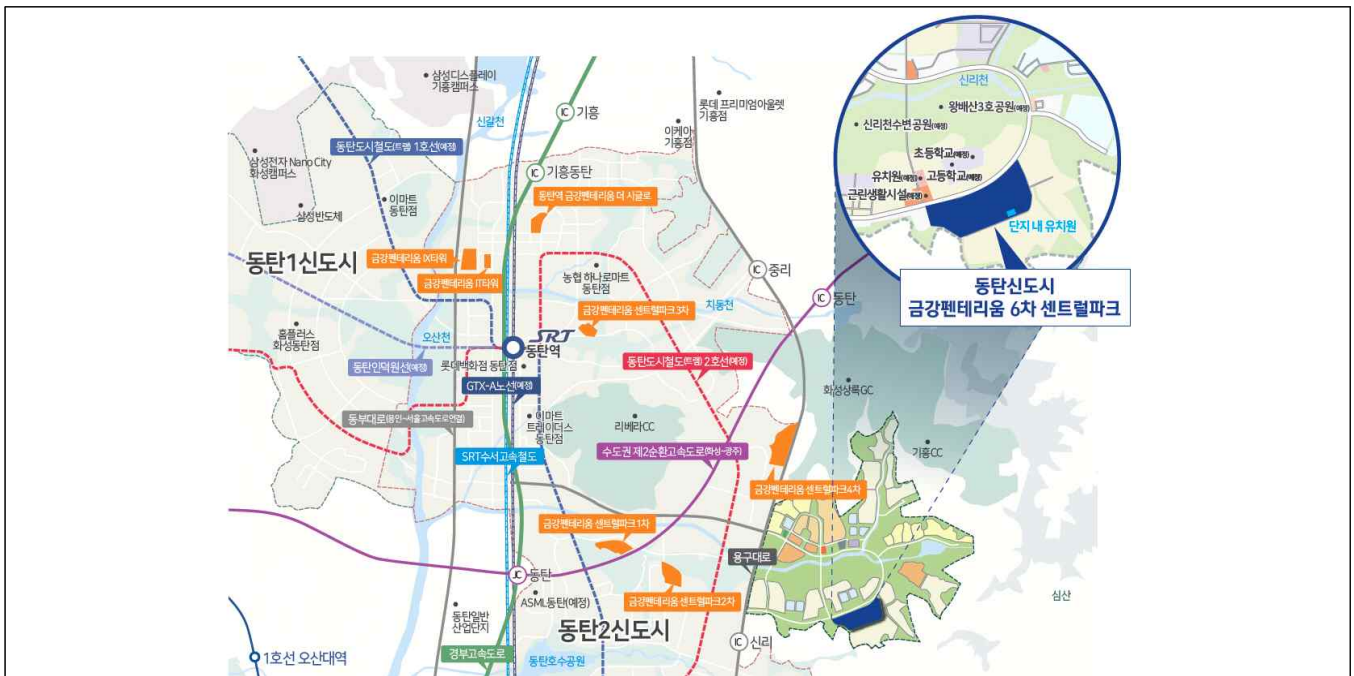 삼성디스플레이
기흥캠퍼스
신갈천
IC 기흥
롯데 프리미엄아울렛
기흥점
이케아
기흥점
동탄도시철도(트램) 1호선(예정)
삼성전자 Nano City
화성캠퍼스
IC 기흥동탄
이마트
동탄점
삼성반도체
동탄역 금강펜테리움 더 시글로
동탄1신도시
금강펜테리움 IX타워
금강펜테리움 IT타워
농협 하나로마트
동탄점
IC 중리
IC 동탄
치동천
금강펜테리움 센트럴파크3차
홈플러스
화성동탄점
오산천
SRT
동탄역
동탄인덕원선(예정)
롯데백화점 동탄점
동탄도시철도(트램) 2호선(예정)
GTX-A노선(예정)
화성상록GC
동부대로(용인~서울고속도로연결)
이마트
트레이더스
동탄점
리베라CC
기흥CC
SRT수서고속철도
수도권 제2순환고속도로(화성~광주)
금강펜테리움 센트럴파크4차
금강펜테리움 센트럴파크1차
용구대로
JC 동탄
ASML동탄(예정)
금강펜테리움 센트럴파크2차
심산
동탄일반
산업단지
동탄2신도시
IC 신리
1호선 오산대역
경부고속도로
동탄호수공원
신리천
왕배산3호공원(예정)
신리천수변공원(예정)
초등학교(예정)
유치원(예정)
고등학교(예정)
근린생활시설(예정)
단지 내 유치원
동탄신도시
금강펜테리움 6차 센트럴파크